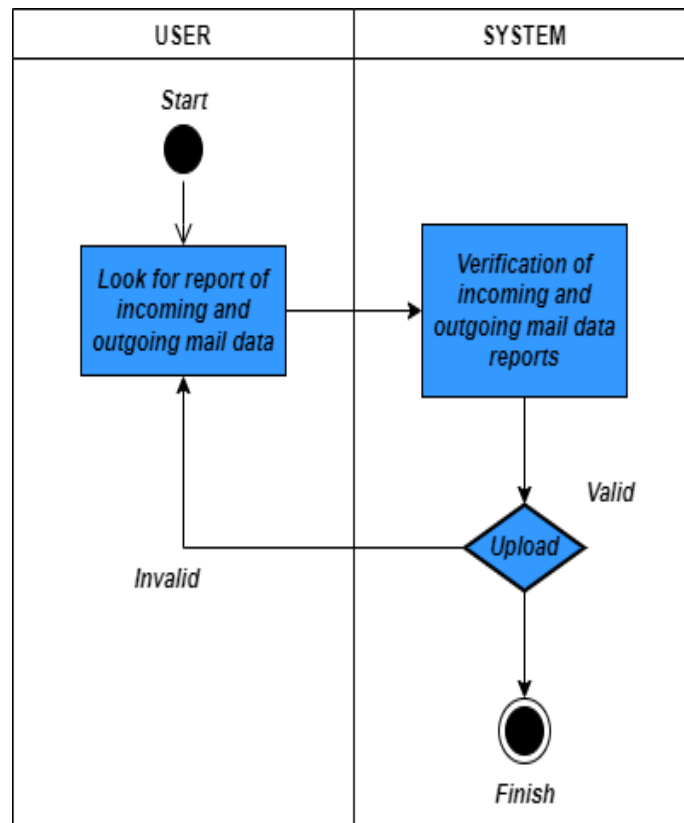 USER
SYSTEM
Start
Look for report of
incoming and
outgoing mail data
Verification of
incoming and
outgoing mail data
reports
Valid
Upload
Invalid
Finish